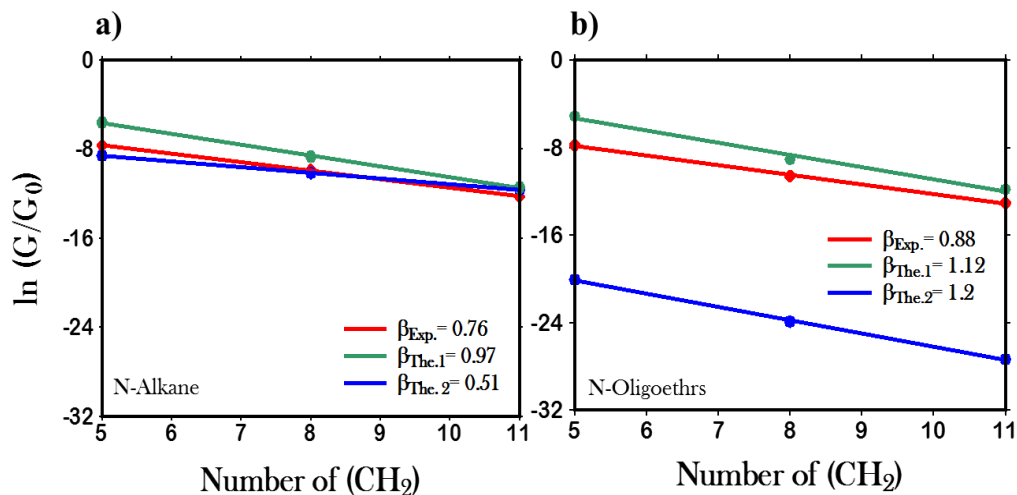 a)
ln (G/G₀)
0
-8
-16
-24
-32
βExp.= 0.76
βThe.1= 0.97
βThe. 2= 0.51
N-Alkane
5 6 7 8 9 10 11
Number of (CH₂)
b)
0
-8
-16
-24
-32
βExp.= 0.88
βThe.1= 1.12
βThe.2= 1.2
N-Oligoethrs
5 6 7 8 9 10 11
Number of (CH₂)